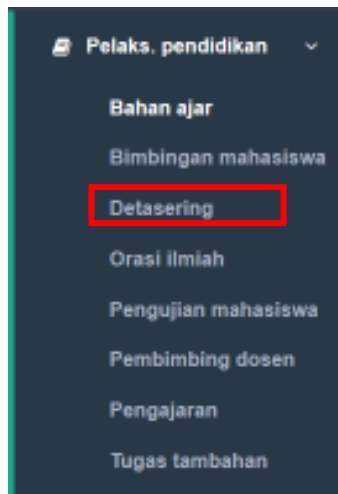 Pelaks. pendidikan
Bahan ajar
Bimbingan mahasiswa
Detasering
Orasi ilmiah
Pengujian mahasiswa
Pembimbing dosen
Pengajaran
Tugas tambahan